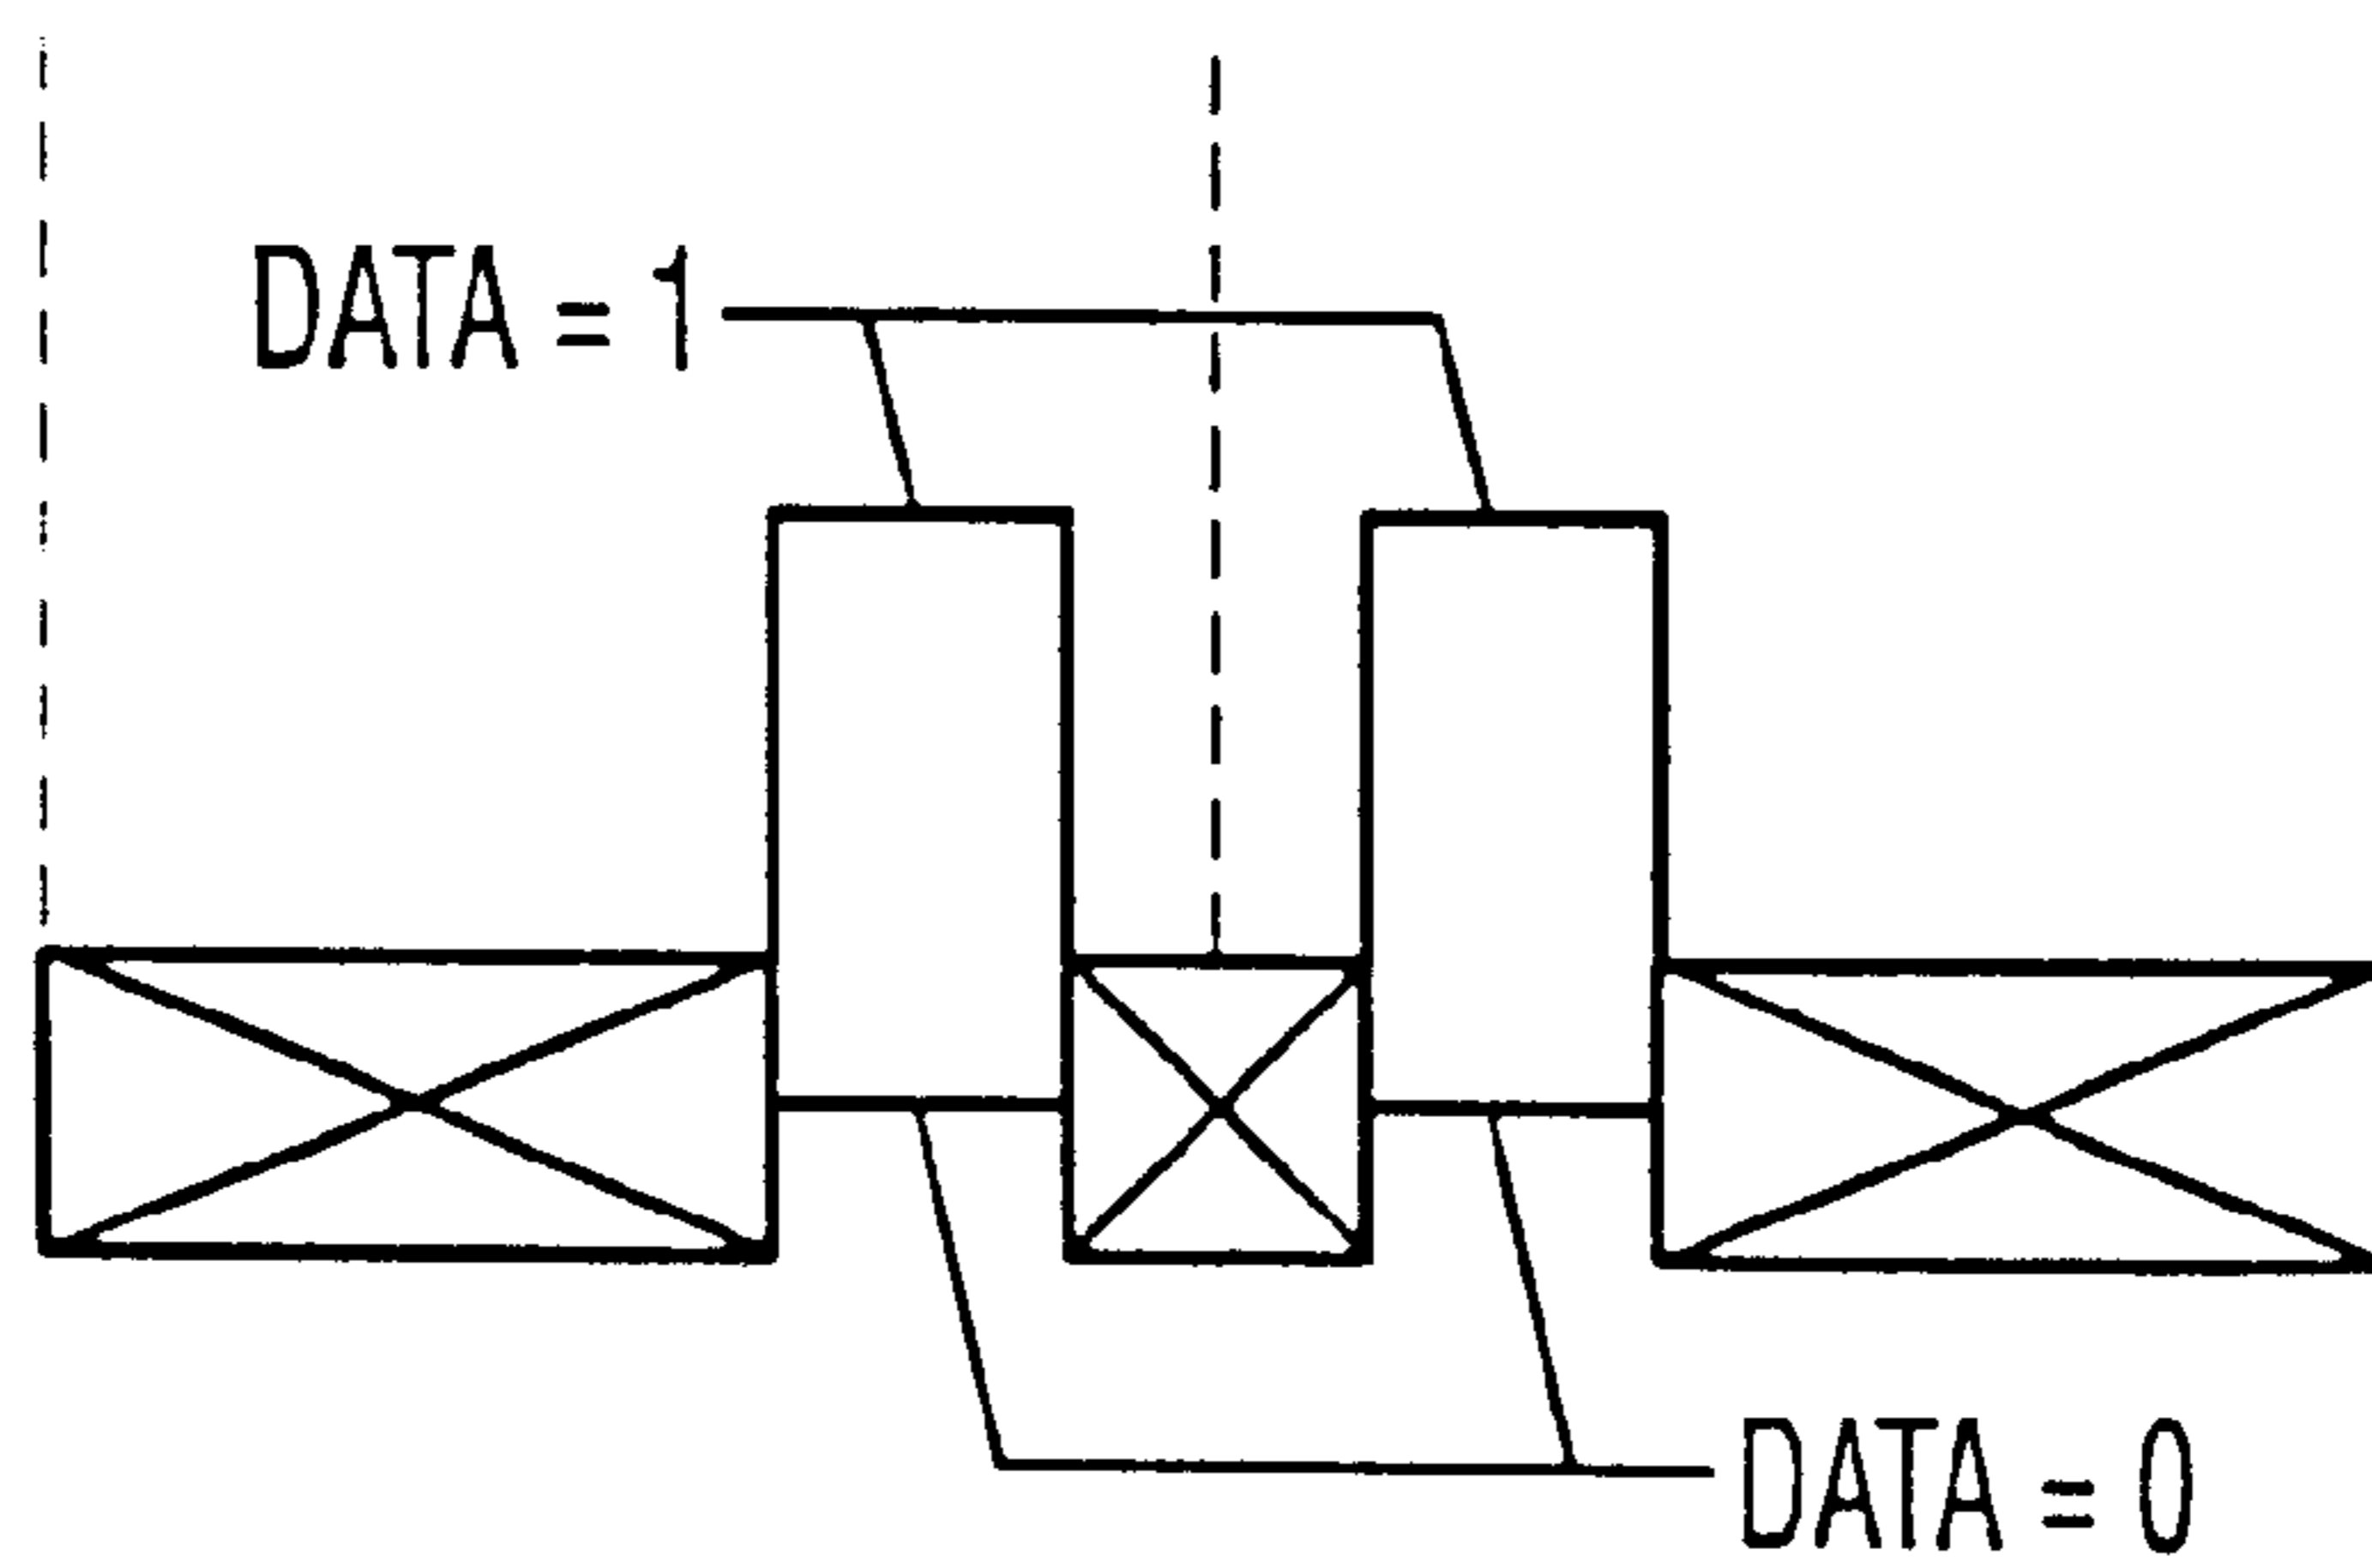 DATA = 1
DATA = 0